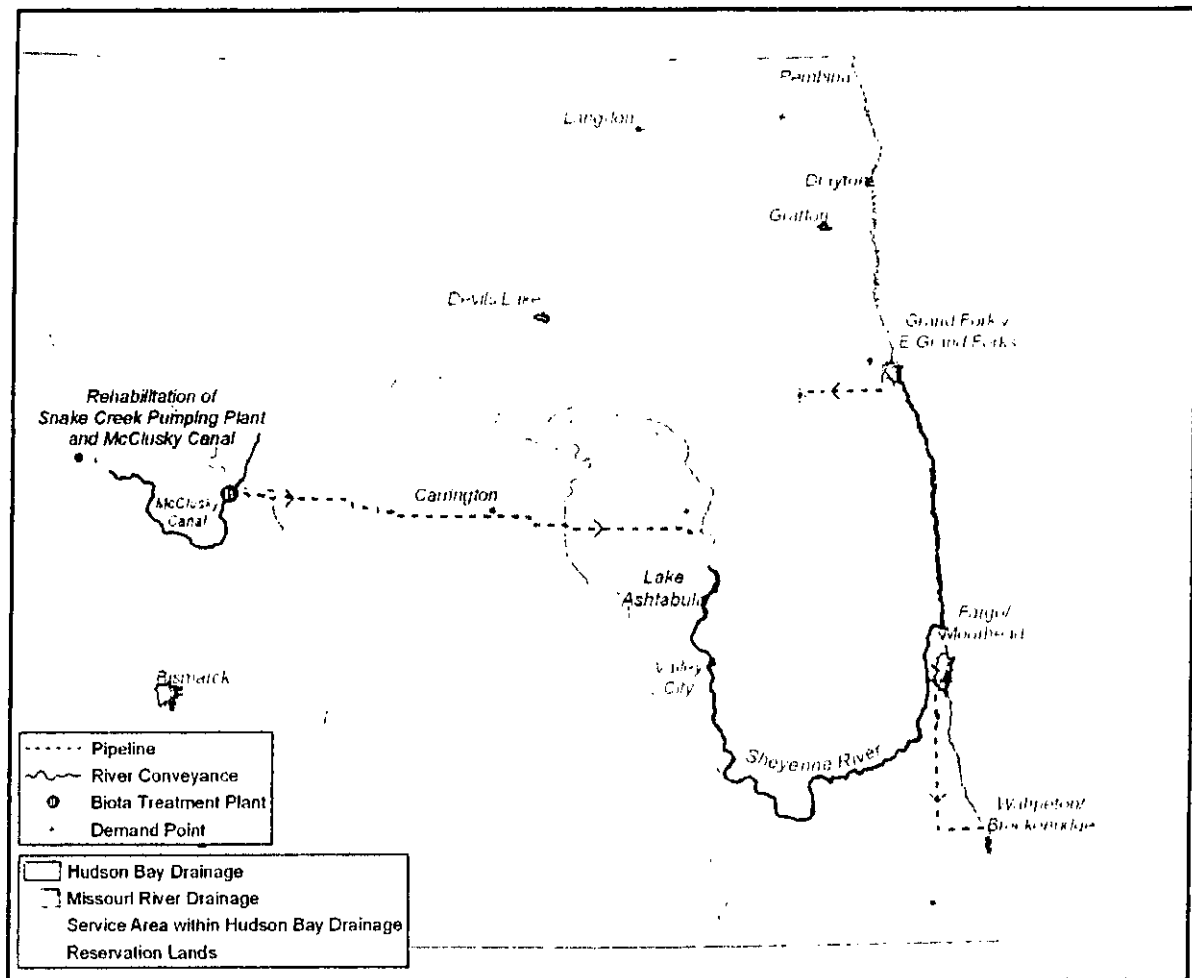 Pembina
Langdon
Drayton
Grafton
Devils Lake
Grand Forks/
E Grand Forks
Rehabilitation of
Snake Creek Pumping Plant
and McClusky Canal
McClusky
Canal
Carrington
Lake
Ashtabula
Fargo/
Moorhead
Valley
City
Bismarck
Sheyenne River
Wahpeton/
Breckenridge
Pipeline
River Conveyance
Biota Treatment Plant
Demand Point
Hudson Bay Drainage
Missouri River Drainage
Service Area within Hudson Bay Drainage
Reservation Lands